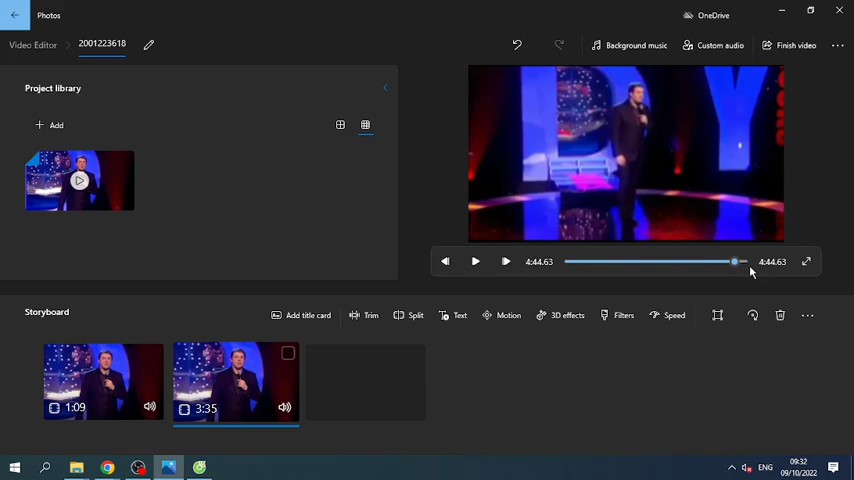 Photos
OneDrive
Video Editor
2001223618
Background music
Custom audio
Finish video
Project library
Add
4:44.63
4:44.63
Storyboard
Add title card
Trim
Split
Text
Motion
3D effects
Filters
Speed
1:09
3:35
ENG
09:32
09/10/2022